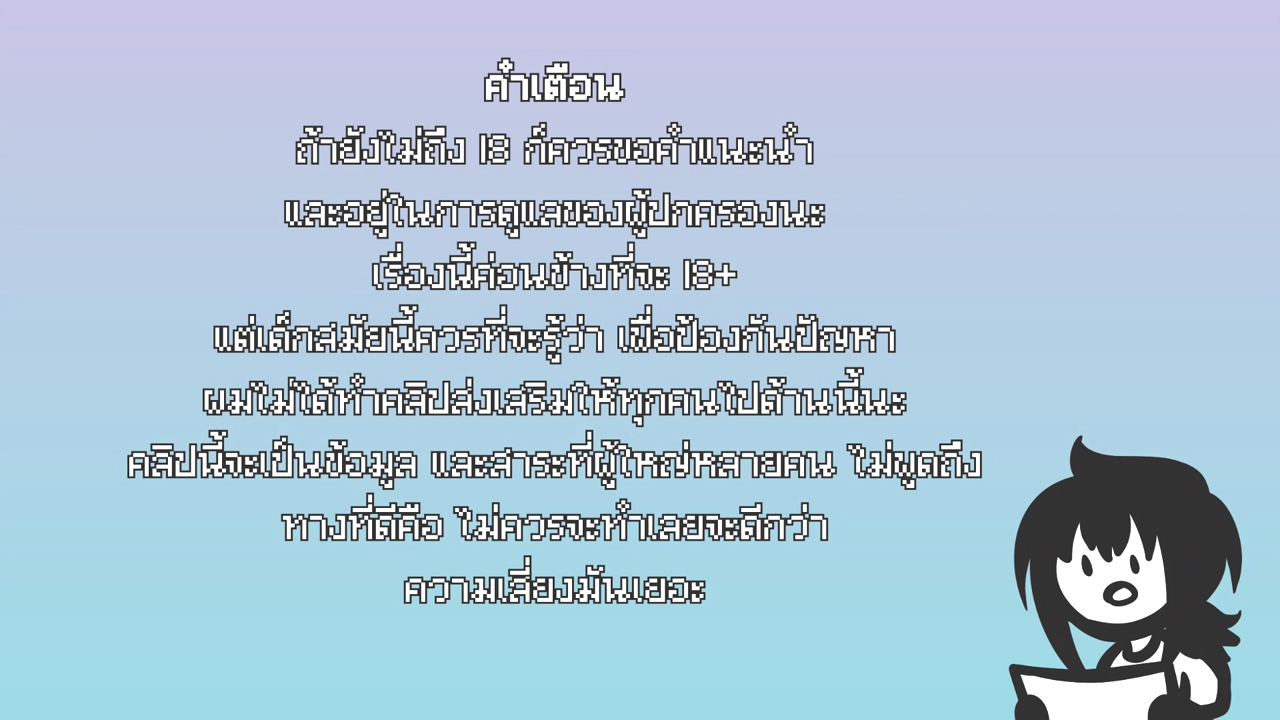 คำเตือน
ถ้ายังไม่ถึง 18 ก็ควรขอคำแนะนำ
และอยู่ในการดูแลของผู้ปกครองนะ
เรื่องนี้ค่อนข้างที่จะ 18+
แต่เด็กสมัยนี้ควรที่จะรู้ว่า เพื่อป้องกันปัญหา
ผมไม่ได้ทำคลิปส่งเสริมให้ทุกคนไปด้านนี้นะ
คลิปนี้จะเป็นข้อมูล และสาระที่ผู้ใหญ่หลายคน ไม่พูดถึง
ทางที่ดีคือ ไม่ควรจะทำเลยจะดีกว่า
ความเสี่ยงมันเยอะ